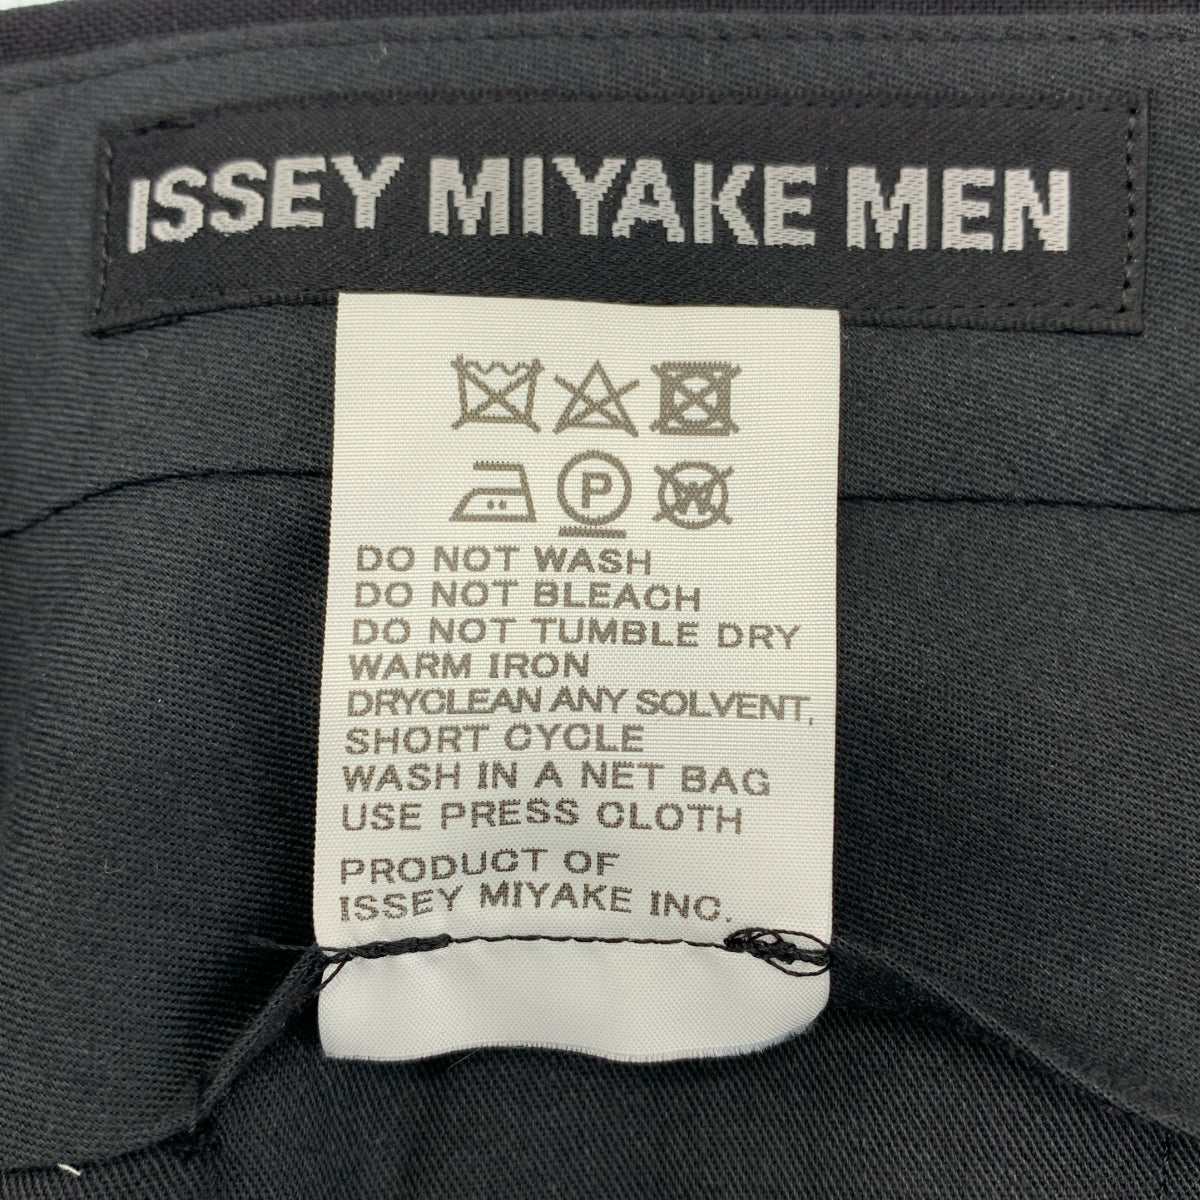 ISSEY MIYAKE MEN
P W
DO NOT WASH
DO NOT BLEACH
DO NOT TUMBLE DRY
WARM IRON
DRYCLEAN ANY SOLVENT,
SHORT CYCLE
WASH IN A NET BAG
USE PRESS CLOTH
PRODUCT OF
ISSEY MIYAKE INC.